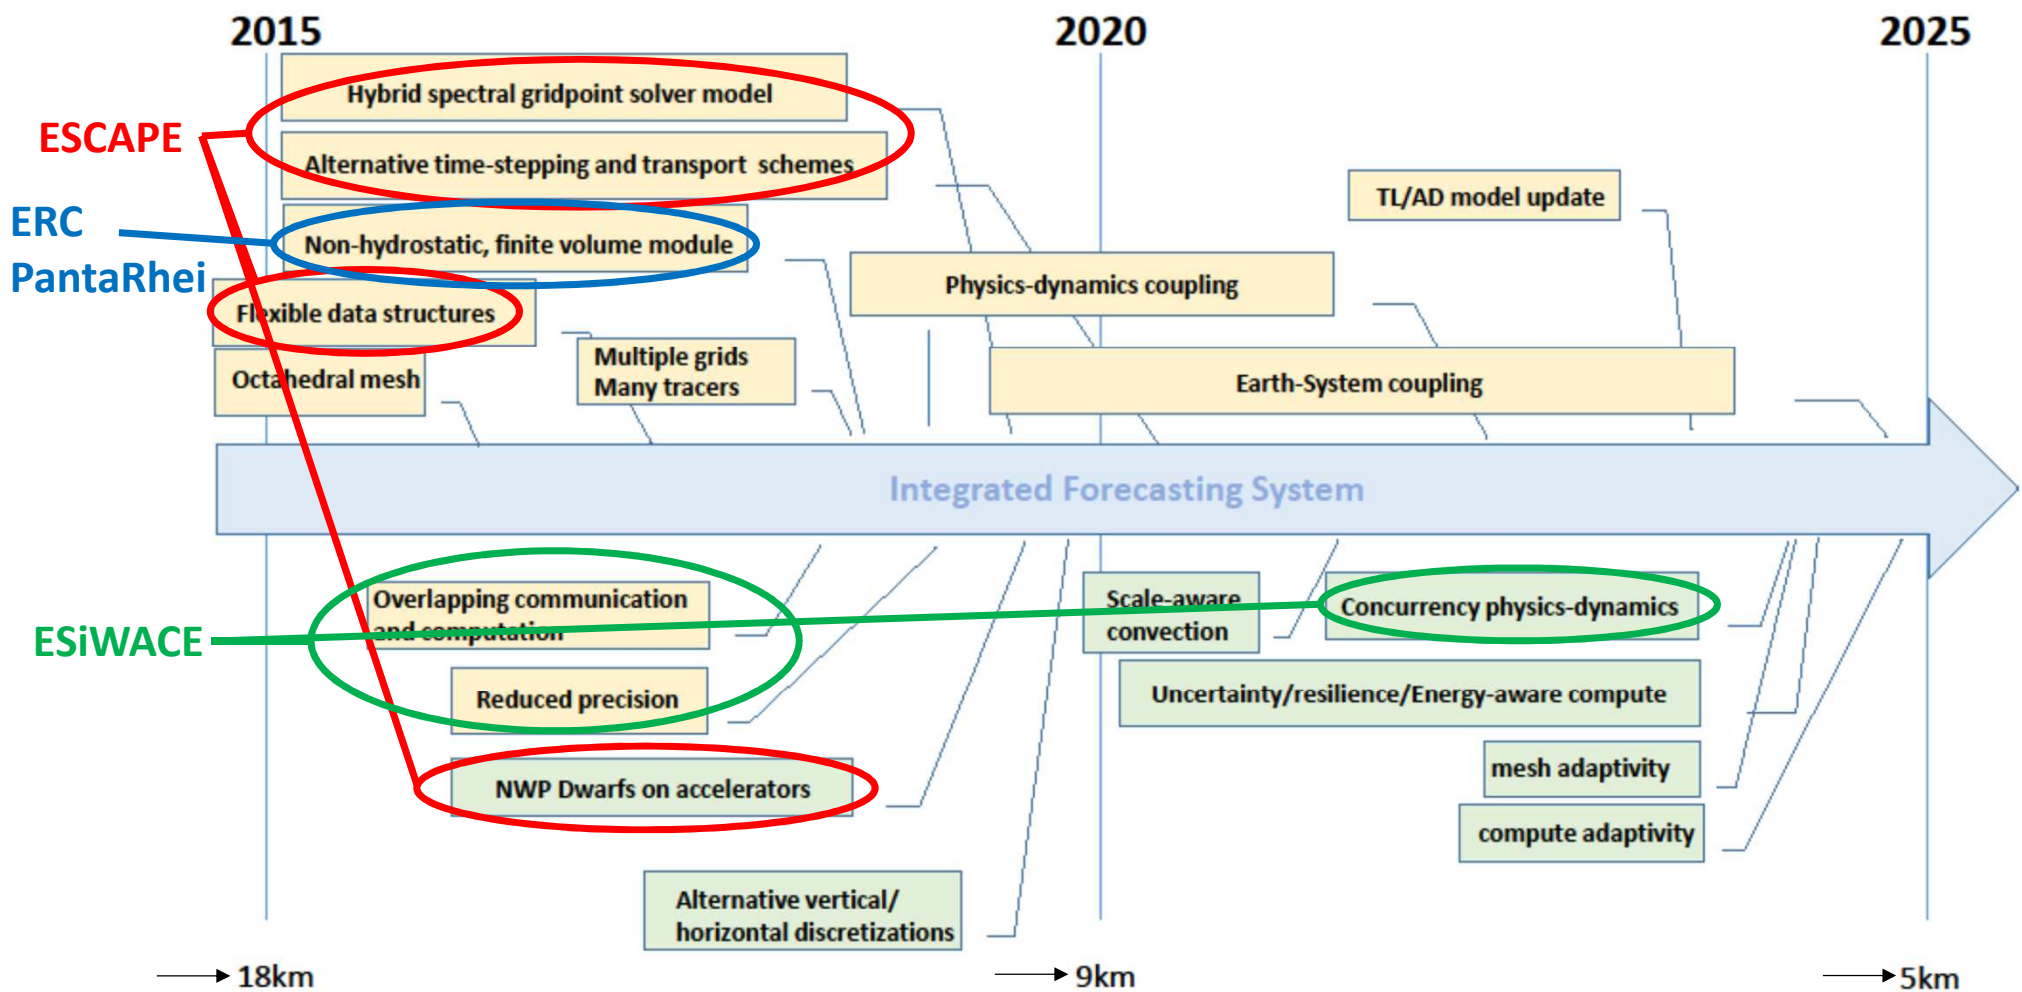 2015
2020
2025
Hybrid spectral gridpoint solver model
ESCAPE
Alternative time-stepping and transport schemes
TL/AD model update
ERC
PantaRhei
Non-hydrostatic, finite volume module
Physics-dynamics coupling
Flexible data structures
Multiple grids
Many tracers
Octahedral mesh
Earth-System coupling
Integrated Forecasting System
Overlapping communication
and computation
Scale-aware
convection
Concurrency physics-dynamics
ESiWACE
Reduced precision
Uncertainty/resilience/Energy-aware compute
NWP Dwarfs on accelerators
mesh adaptivity
compute adaptivity
Alternative vertical/
horizontal discretizations
18km
9km
5km